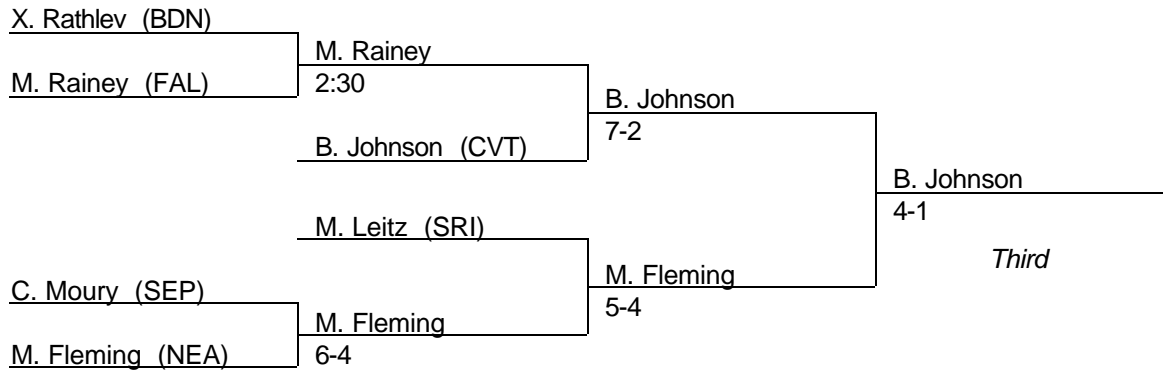 X. Rathlev (BDN)
M. Rainey
M. Rainey (FAL)
2:30
B. Johnson
7-2
B. Johnson (CVT)
B. Johnson
4-1
M. Leitz (SRI)
Third
M. Fleming
C. Moury (SEP)
5-4
M. Fleming
M. Fleming (NEA)
6-4